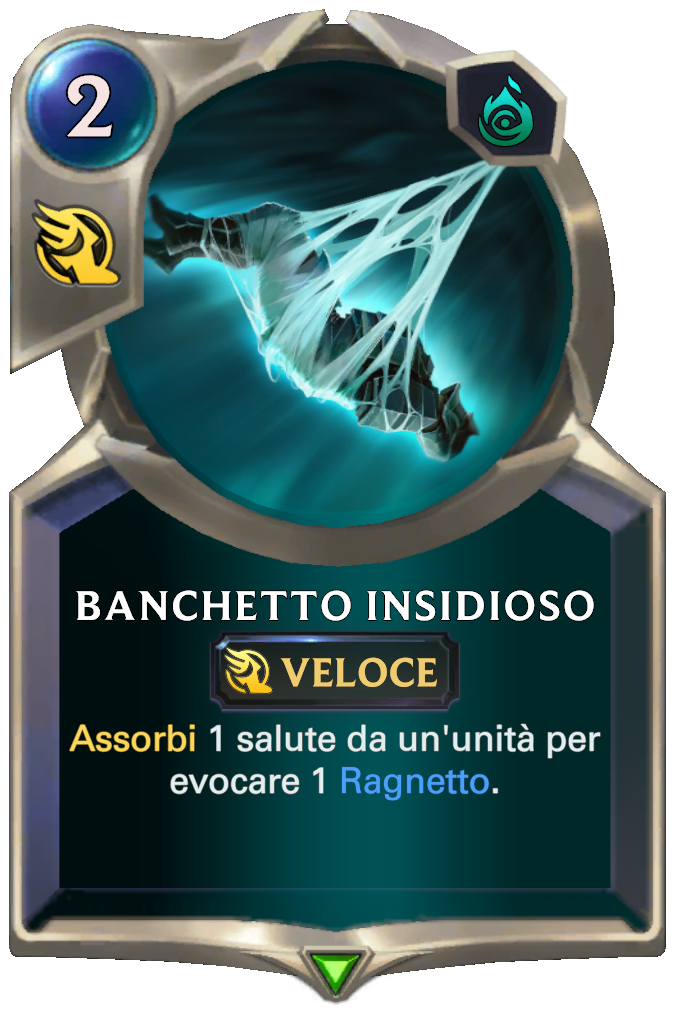 2
BANCHETTO INSIDIOSO
VELOCE
Assorbi 1 salute da un'unità per
evocare 1 Ragnetto.